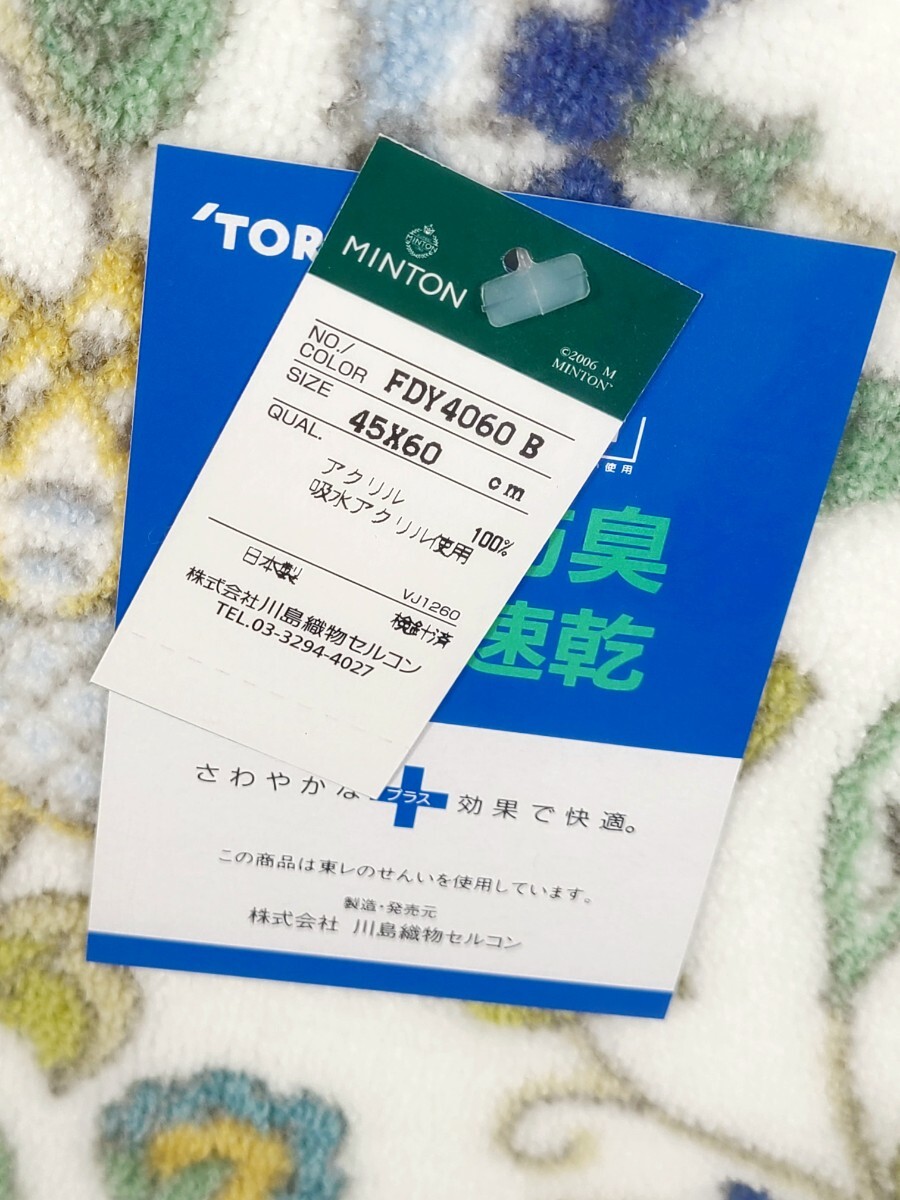 'TOR
MINTON
MINTON
©2006 M
MINTON™
NO./
COLOR FDY4060 B
SIZE 45X60 cm
QUAL.
アクリル 100%
吸水アクリル使用
日本製 VJ1260
検針済
株式会社川島織物セルコン
TEL.03-3294-4027
使用
防臭
速乾
さわやかな
プラス
効果で快適。
この商品は東レのせんいを使用しています。
製造・発売元
株式会社 川島織物セルコン